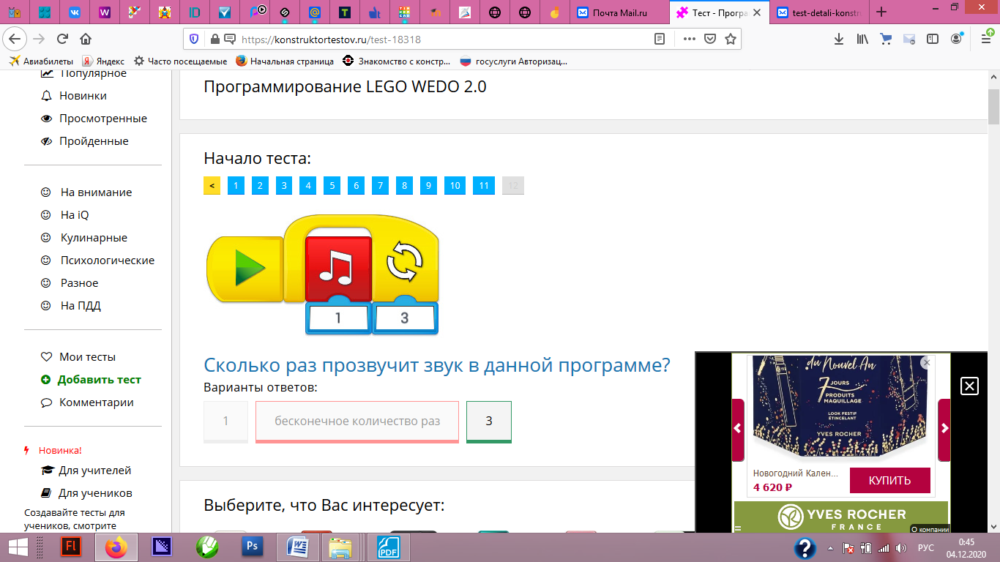 Почта Mail.ru
Тест - Програ
test-detali-konstr
https://konstruktortestov.ru/test-18318
Авиабилеты
Яндекс
Часто посещаемые
Начальная страница
Знакомство с констр...
госуслуги Авторизац...
Популярное
Новинки
Просмотренные
Пройденные
На внимание
На iQ
Кулинарные
Психологические
Разное
На ПДД
Мои тесты
Добавить тест
Комментарии
Новинка!
Для учителей
Для учеников
Создавайте тесты для
учеников, смотрите
Программирование LEGO WEDO 2.0
Начало теста:
< 1 2 3 4 5 6 7 8 9 10 11 12
1 3
Сколько раз прозвучит звук в данной программе?
Варианты ответов:
1 бесконечное количество раз 3
Выберите, что Вас интересует:
du Nouvel An
7 JOURS
PRODUITS
MAQUILLAGE
LOOK FESTIF
ÉTINCELANT
YVES ROCHER
Новогодний Кален...
4 620 ₽
КУПИТЬ
YVES ROCHER
FRANCE
О компании
Fl
Ps
PDF
РУС
0:45
04.12.2020